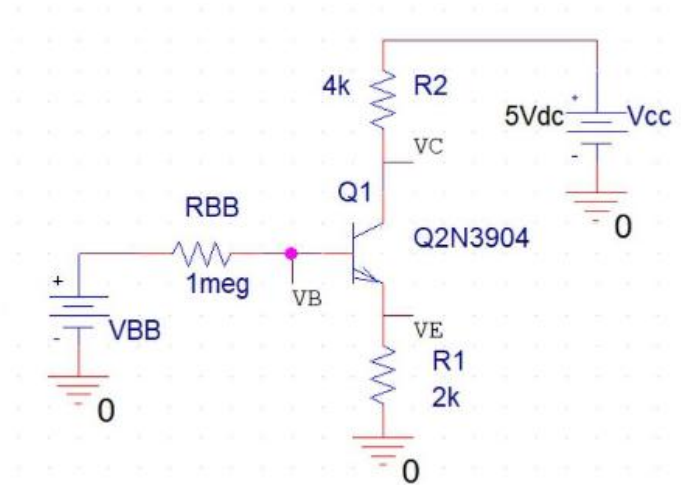 4k
R2
5Vdc
+
Vcc
-
VC
Q1
0
RBB
Q2N3904
+
1meg
VB
VBB
-
VE
R1
2k
0
0